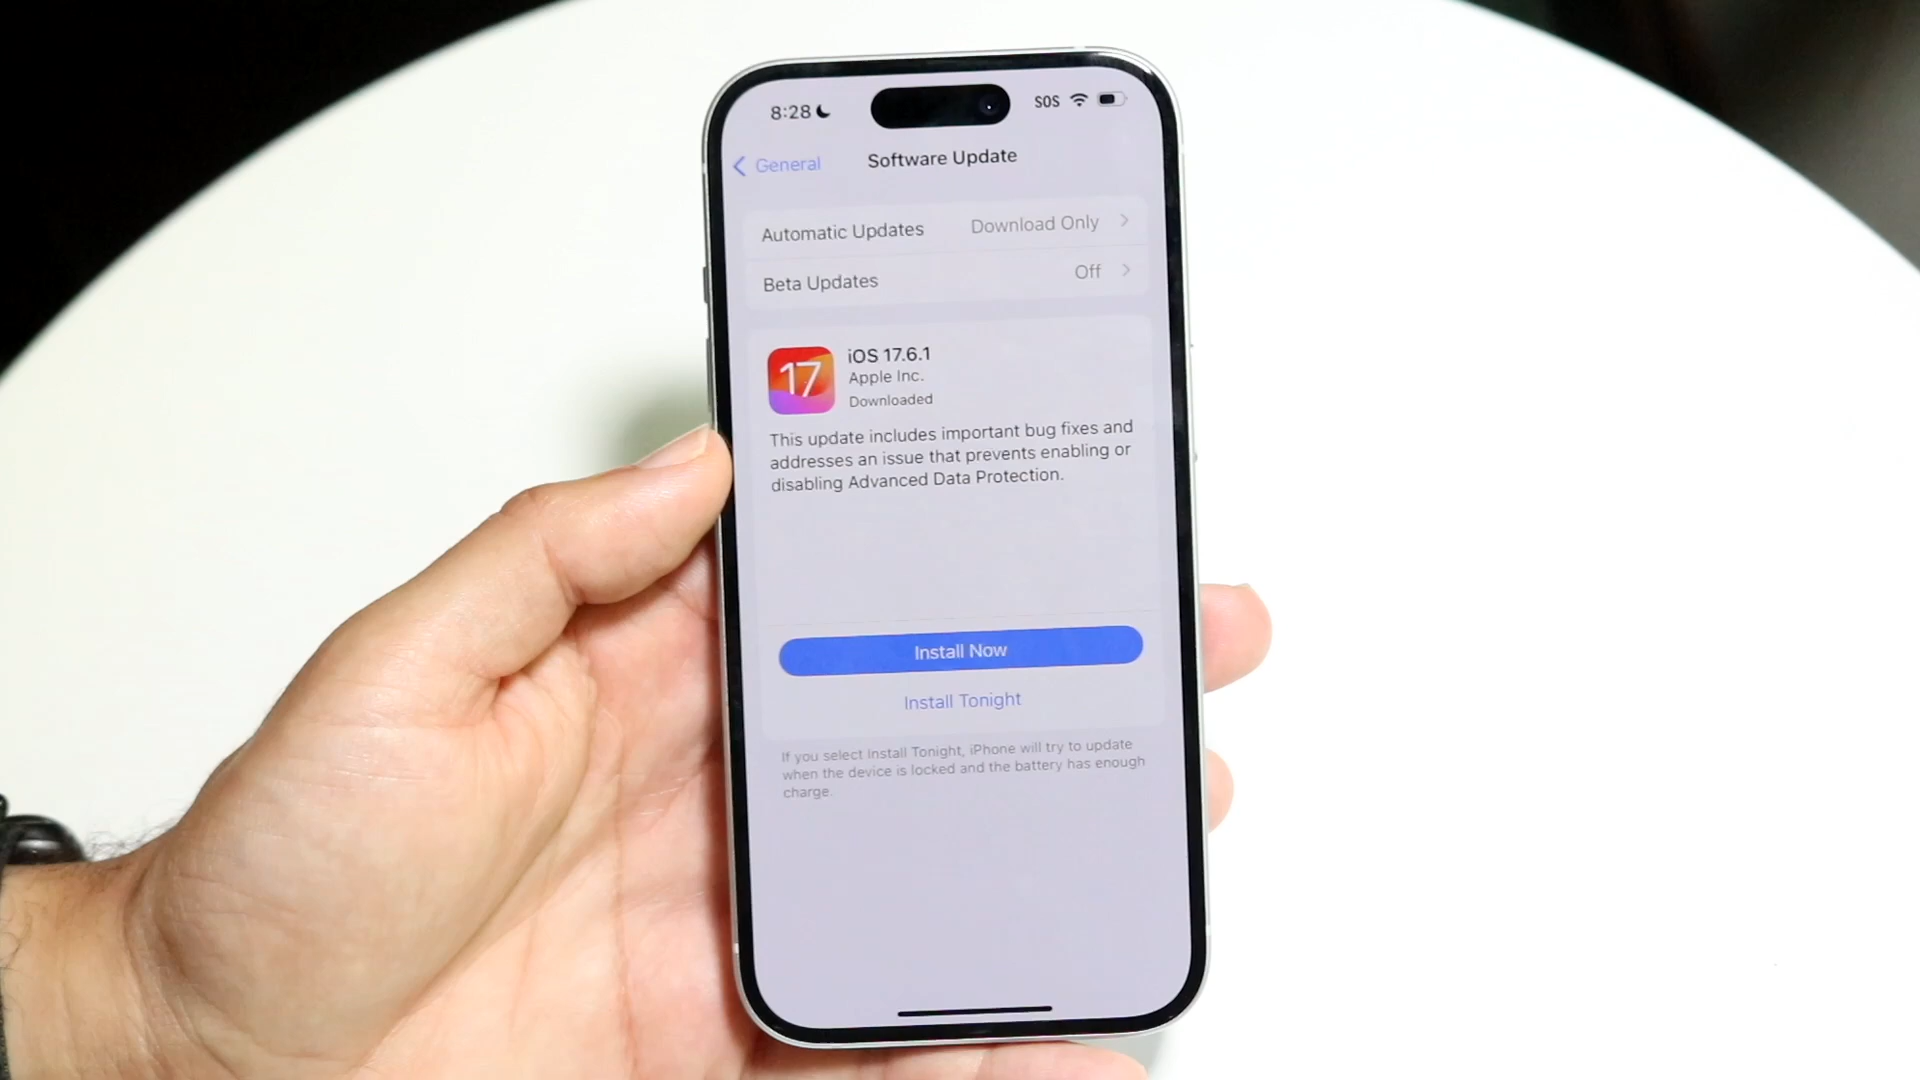 8:28
SOS
General
Software Update
Automatic Updates
Download Only
Beta Updates
Off
17
iOS 17.6.1
Apple Inc.
Downloaded
This update includes important bug fixes and
addresses an issue that prevents enabling or
disabling Advanced Data Protection.
Install Now
Install Tonight
If you select Install Tonight, iPhone will try to update
when the device is locked and the battery has enough
charge.